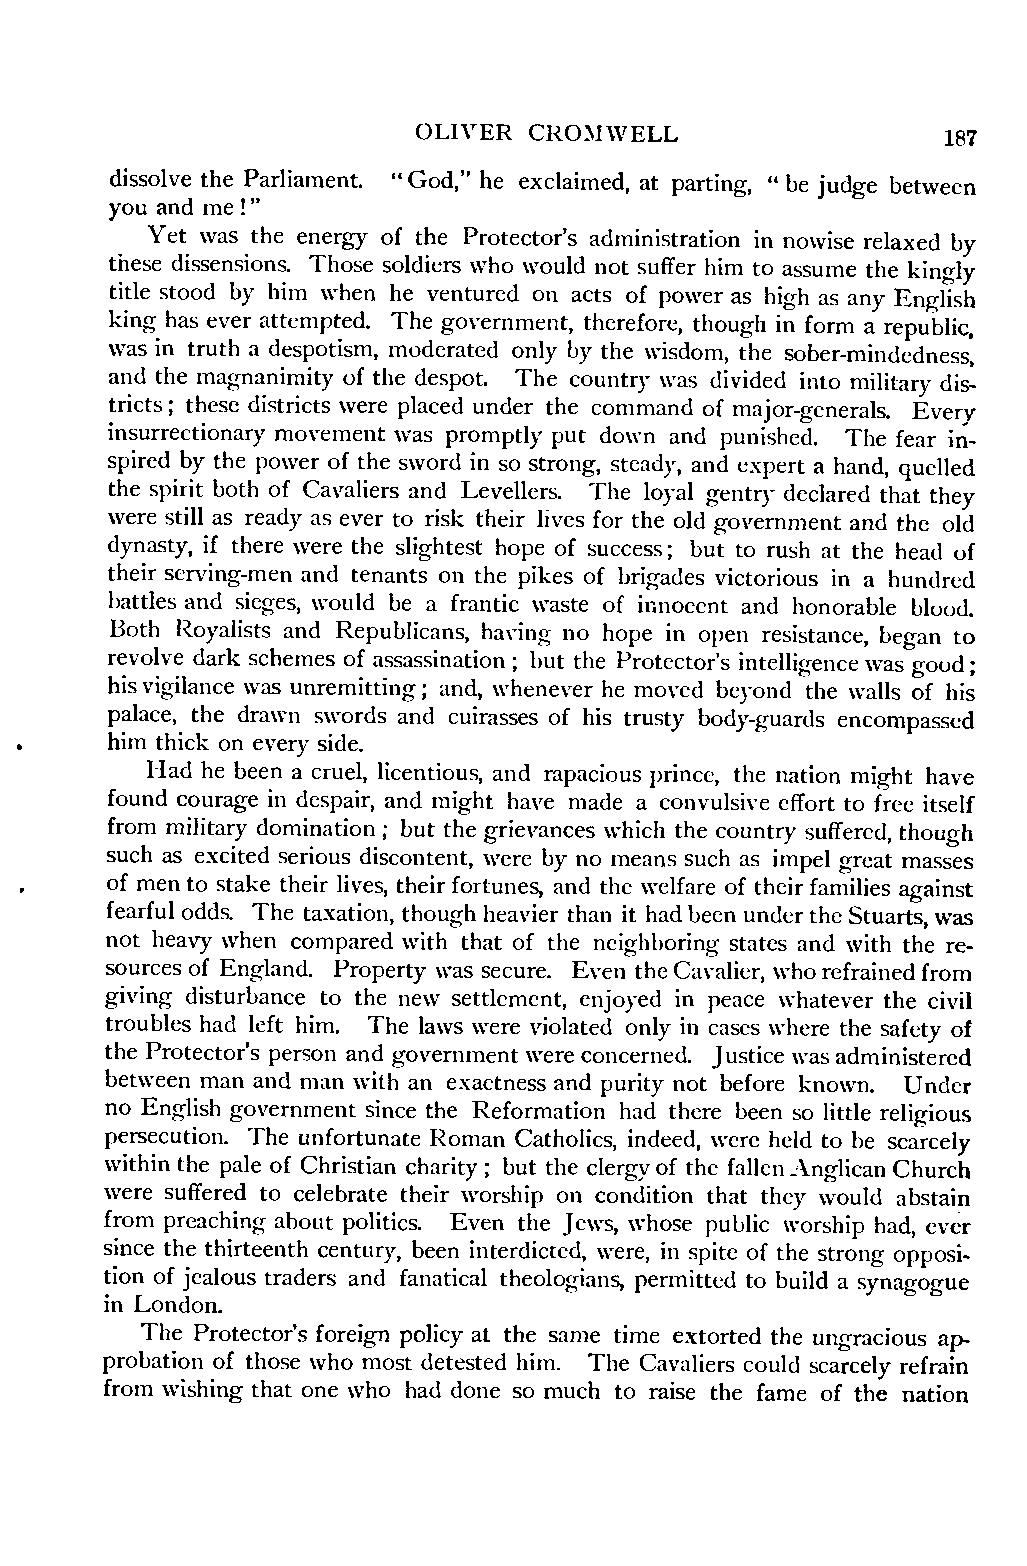 OLIVER CROMWELL 187
dissolve the Parliament. "God," he exclaimed, at parting, "be judge between
you and me!"
Yet was the energy of the Protector's administration in nowise relaxed by
these dissensions. Those soldiers who would not suffer him to assume the kingly
title stood by him when he ventured on acts of power as high as any English
king has ever attempted. The government, therefore, though in form a republic,
was in truth a despotism, moderated only by the wisdom, the sober-mindedness,
and the magnanimity of the despot. The country was divided into military dis-
tricts; these districts were placed under the command of major-generals. Every
insurrectionary movement was promptly put down and punished. The fear in-
spired by the power of the sword in so strong, steady, and expert a hand, quelled
the spirit both of Cavaliers and Levellers. The loyal gentry declared that they
were still as ready as ever to risk their lives for the old government and the old
dynasty, if there were the slightest hope of success; but to rush at the head of
their serving-men and tenants on the pikes of brigades victorious in a hundred
battles and sieges, would be a frantic waste of innocent and honorable blood.
Both Royalists and Republicans, having no hope in open resistance, began to
revolve dark schemes of assassination; but the Protector's intelligence was good;
his vigilance was unremitting; and, whenever he moved beyond the walls of his
palace, the drawn swords and cuirasses of his trusty body-guards encompassed
him thick on every side.
Had he been a cruel, licentious, and rapacious prince, the nation might have
found courage in despair, and might have made a convulsive effort to free itself
from military domination; but the grievances which the country suffered, though
such as excited serious discontent, were by no means such as impel great masses
of men to stake their lives, their fortunes, and the welfare of their families against
fearful odds. The taxation, though heavier than it had been under the Stuarts, was
not heavy when compared with that of the neighboring states and with the re-
sources of England. Property was secure. Even the Cavalier, who refrained from
giving disturbance to the new settlement, enjoyed in peace whatever the civil
troubles had left him. The laws were violated only in cases where the safety of
the Protector's person and government were concerned. Justice was administered
between man and man with an exactness and purity not before known. Under
no English government since the Reformation had there been so little religious
persecution. The unfortunate Roman Catholics, indeed, were held to be scarcely
within the pale of Christian charity; but the clergy of the fallen Anglican Church
were suffered to celebrate their worship on condition that they would abstain
from preaching about politics. Even the Jews, whose public worship had, ever
since the thirteenth century, been interdicted, were, in spite of the strong opposi-
tion of jealous traders and fanatical theologians, permitted to build a synagogue
in London.
The Protector's foreign policy at the same time extorted the ungracious ap-
probation of those who most detested him. The Cavaliers could scarcely refrain
from wishing that one who had done so much to raise the fame of the nation